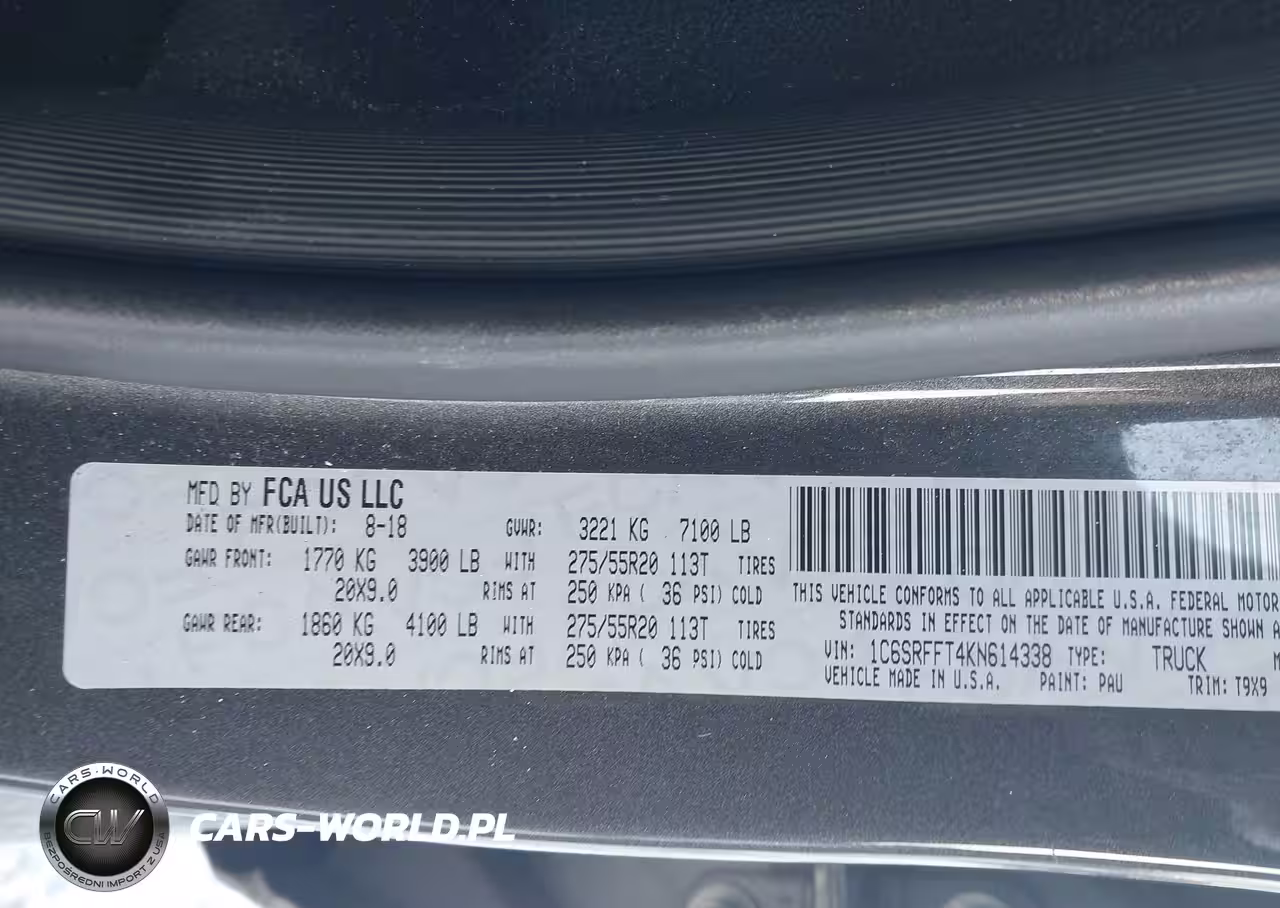 MFD BY FCA US LLC
DATE OF MFR(BUILT): 8-18 GVWR: 3221 KG 7100 LB
GAWR FRONT: 1770 KG 3900 LB WITH 275/55R20 113T TIRES
20X9.0 RIMS AT 250 KPA ( 36 PSI) COLD
GAWR REAR: 1860 KG 4100 LB WITH 275/55R20 113T TIRES
20X9.0 RIMS AT 250 KPA ( 36 PSI) COLD
THIS VEHICLE CONFORMS TO ALL APPLICABLE U.S.A. FEDERAL MOTOR
STANDARDS IN EFFECT ON THE DATE OF MANUFACTURE SHOWN A
VIN: 1C6SRFFT4KN614338 TYPE: TRUCK M
VEHICLE MADE IN U.S.A. PAINT: PAU TRIM: T9X9
CARS-WORLD
CW
BEZPOŚREDNI IMPORT Z USA
CARS-WORLD.PL